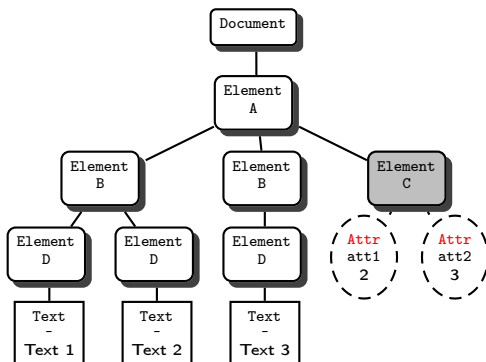 Document
Element
A
Element
B
Element
B
Element
C
Element
D
Element
D
Element
D
Attr
att1
2
Attr
att2
3
Text
-
Text 1
Text
-
Text 2
Text
-
Text 3